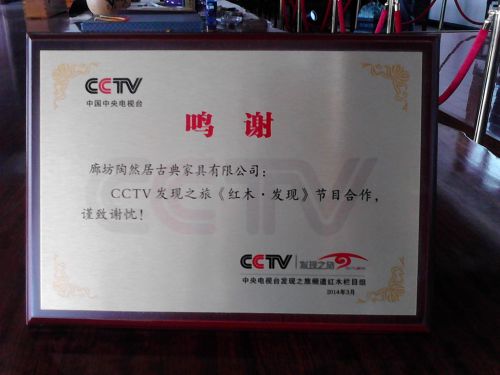 CCTV
中国中央电视台
鸣 谢
廊坊陶然居古典家具有限公司：
CCTV 发现之旅《红木·发现》节目合作，
谨致谢忱！
CCTV 发现之旅
中央电视台发现之旅频道红木栏目组
2014年3月